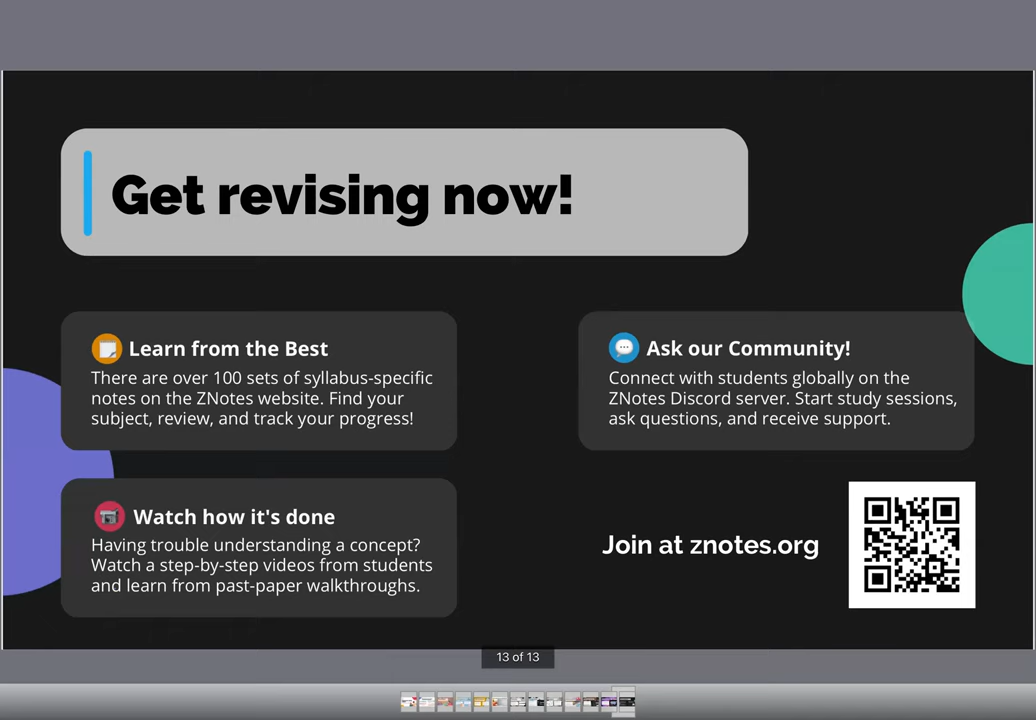 Get revising now!
Learn from the Best
There are over 100 sets of syllabus-specific
notes on the ZNotes website. Find your
subject, review, and track your progress!
Ask our Community!
Connect with students globally on the
ZNotes Discord server. Start study sessions,
ask questions, and receive support.
Watch how it's done
Having trouble understanding a concept?
Watch a step-by-step videos from students
and learn from past-paper walkthroughs.
Join at znotes.org
13 of 13